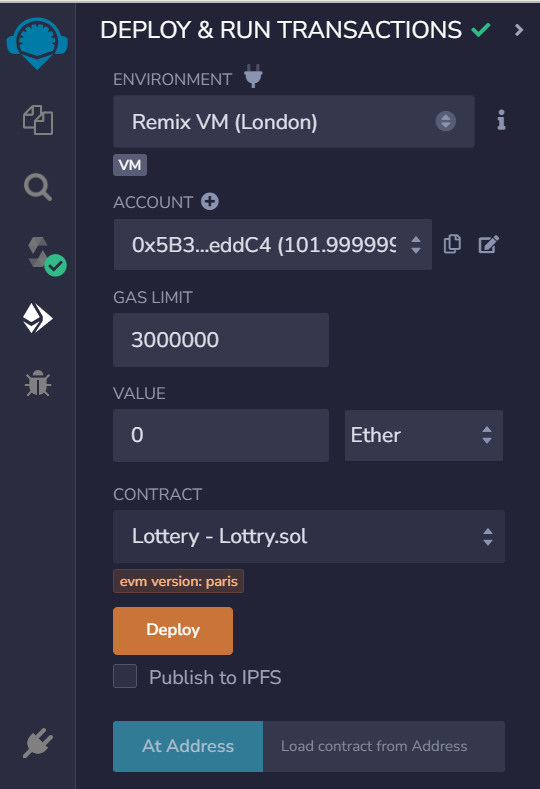 DEPLOY & RUN TRANSACTIONS
ENVIRONMENT
Remix VM (London)
VM
ACCOUNT
0x5B3...eddC4 (101.999999
GAS LIMIT
3000000
VALUE
0
Ether
CONTRACT
Lottery - Lottry.sol
evm version: paris
Deploy
Publish to IPFS
At Address
Load contract from Address